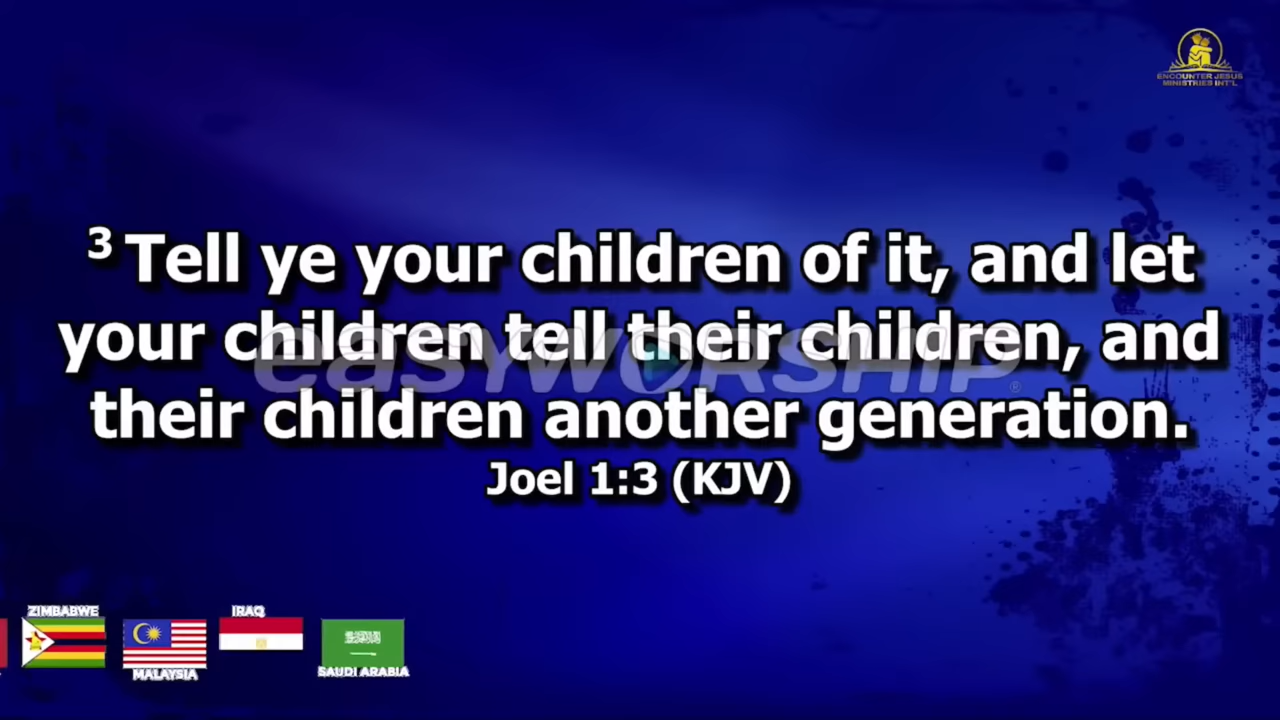 ENCOUNTER JESUS
MINISTRIES INT'L
3 Tell ye your children of it, and let
your children tell their children, and
their children another generation.
Joel 1:3 (KJV)
easyworship®
ZIMBABWE
IRAQ
MALAYSIA
SAUDI ARABIA